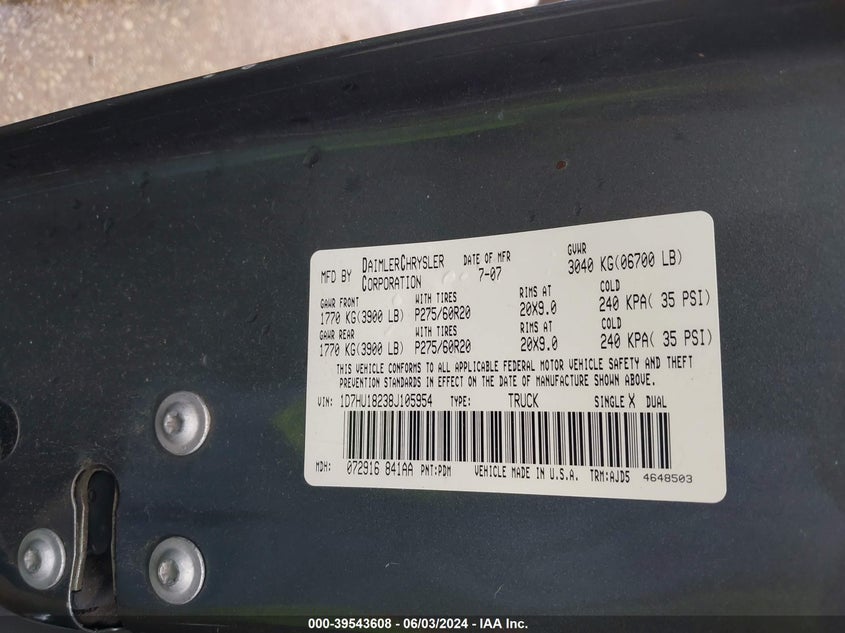 MFD BY DAIMLERCHRYSLER CORPORATION DATE OF MFR 7-07 GVWR 3040 KG(06700 LB)
GAWR FRONT WITH TIRES RIMS AT COLD
1770 KG(3900 LB) P275/60R20 20X9.0 240 KPA( 35 PSI)
GAWR REAR WITH TIRES RIMS AT COLD
1770 KG(3900 LB) P275/60R20 20X9.0 240 KPA( 35 PSI)
THIS VEHICLE CONFORMS TO ALL APPLICABLE FEDERAL MOTOR VEHICLE SAFETY AND THEFT
PREVENTION STANDARDS IN EFFECT ON THE DATE OF MANUFACTURE SHOWN ABOVE.
VIN: 1D7HU18238J105954 TYPE: TRUCK SINGLE X DUAL
MDH: 072916 841AA PNT:PDM VEHICLE MADE IN U.S.A. TRM:AJD5 4648503
000-39543608 - 06/03/2024 - IAA Inc.